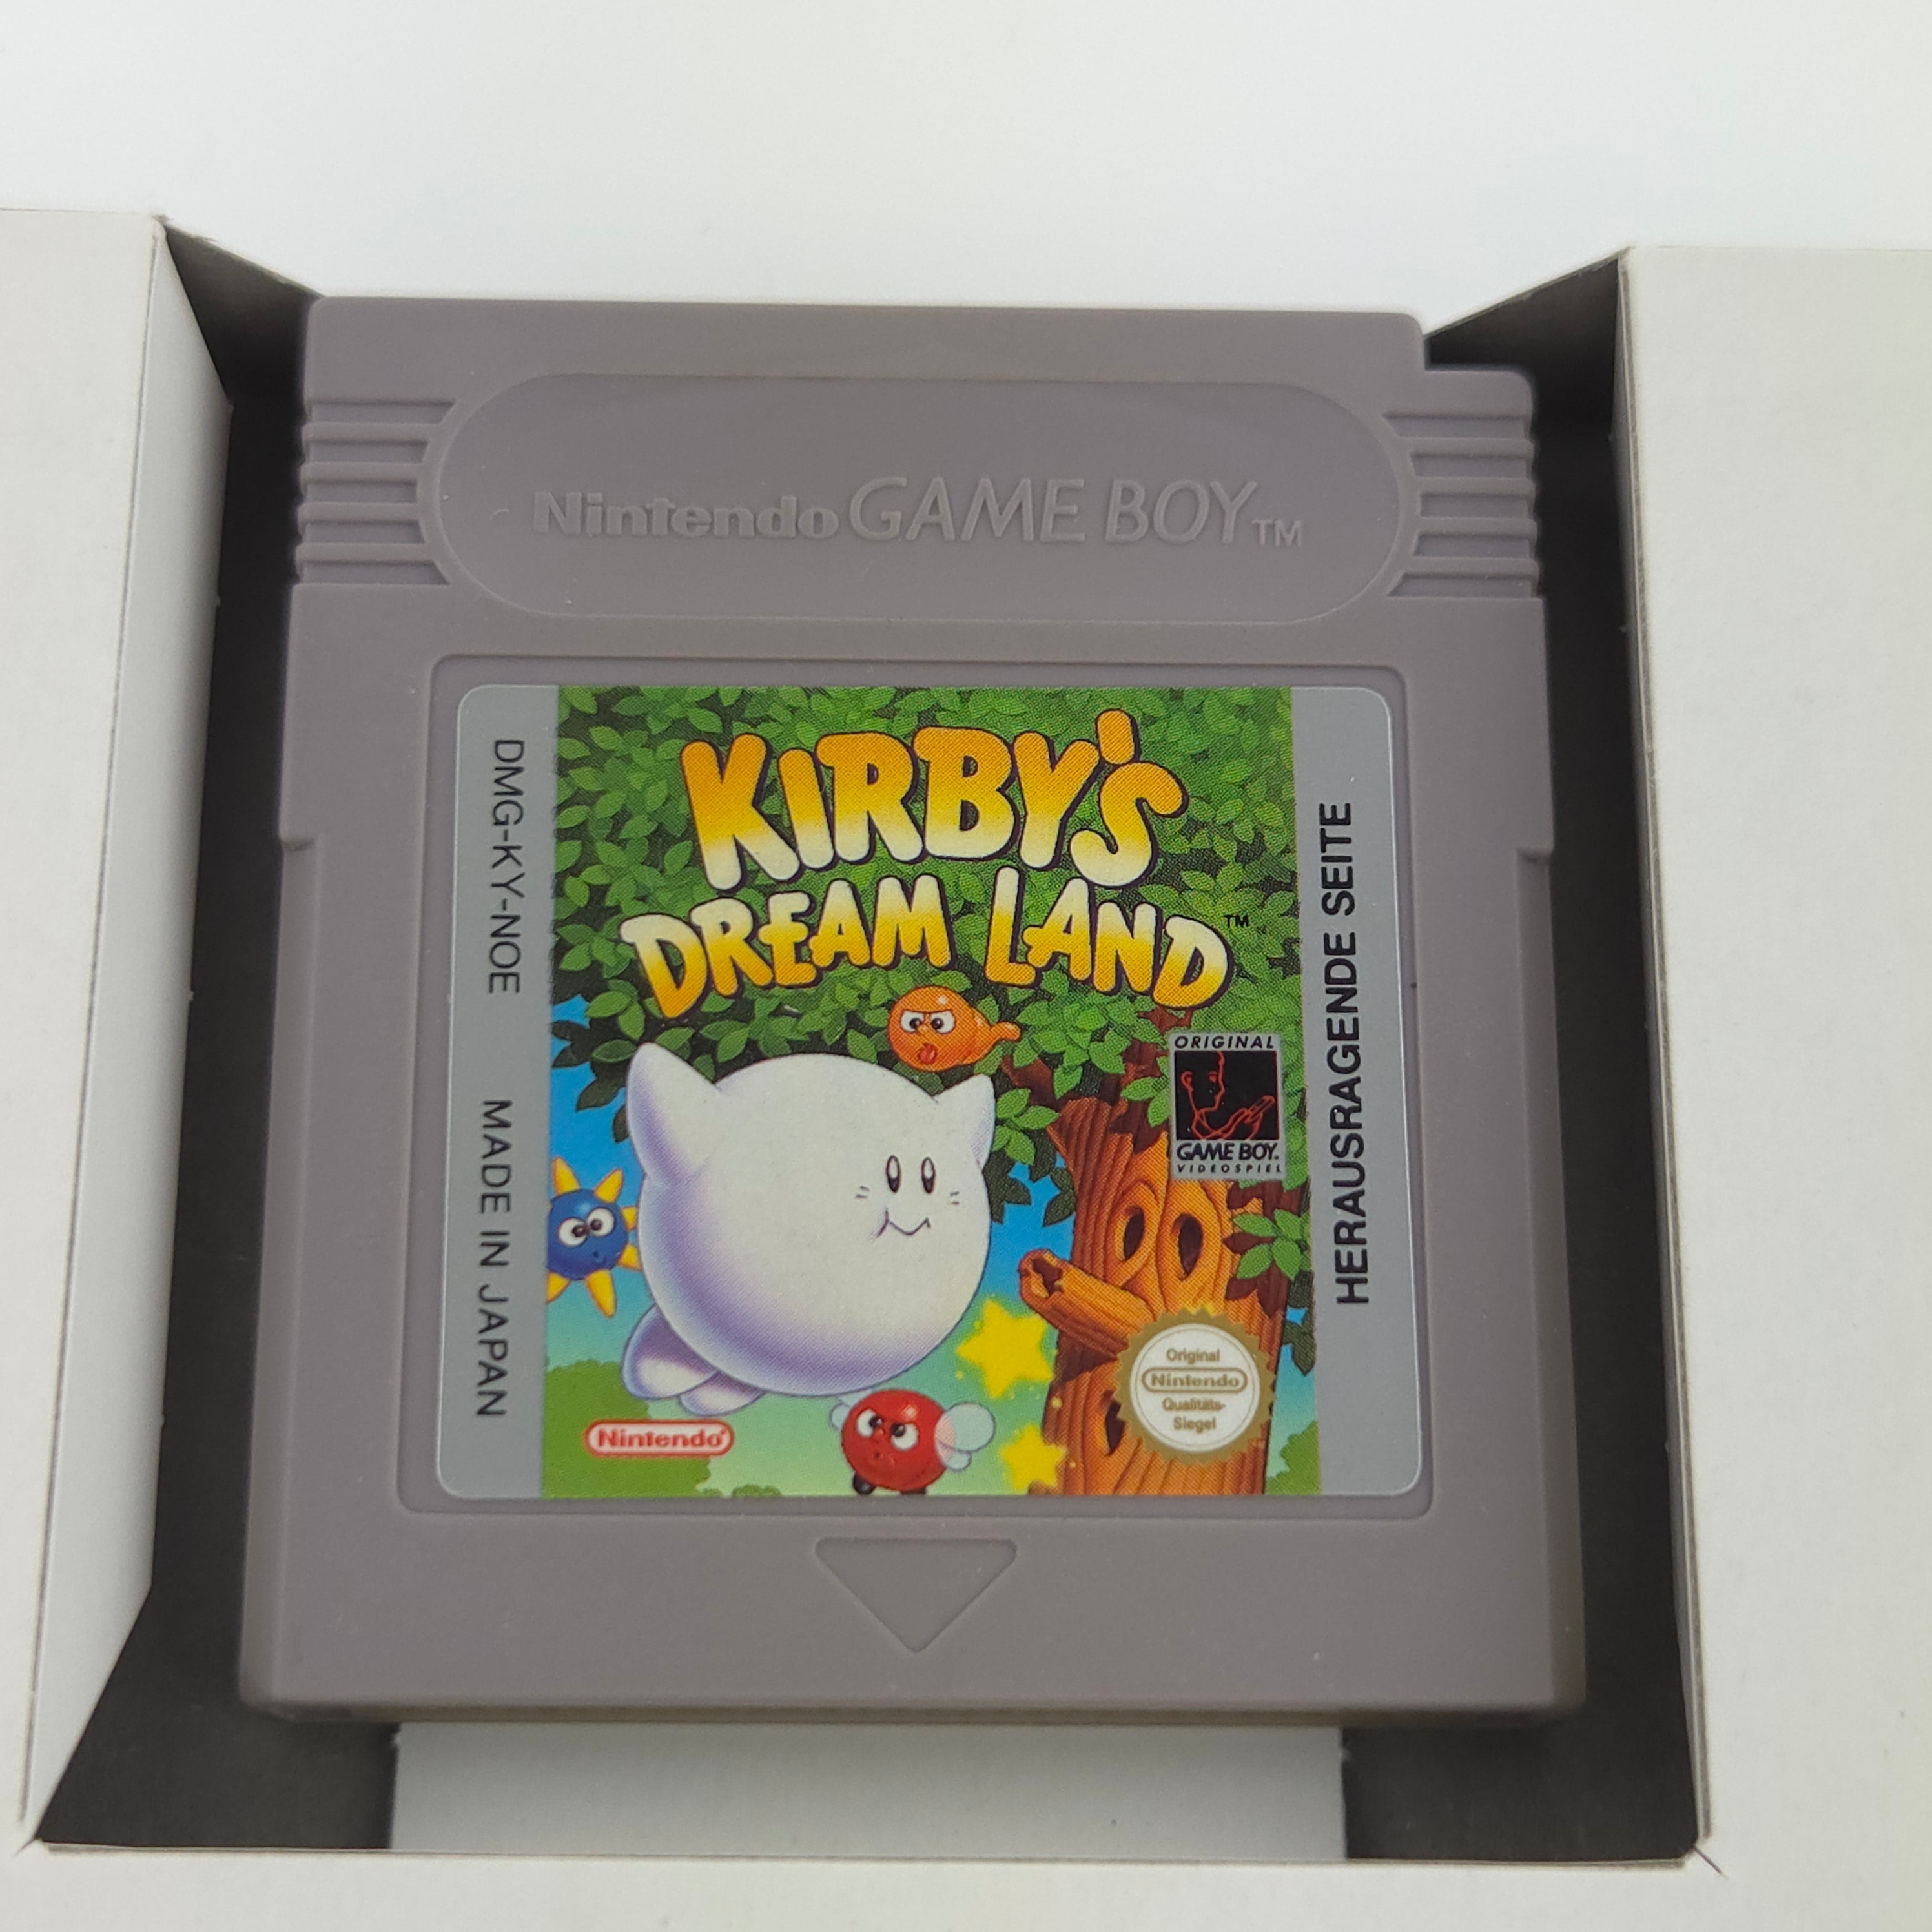 Nintendo GAME BOY TM
KIRBY'S
DREAM LAND TM
DMG-KY-NOE
MADE IN JAPAN
HERAUSRAGENDE SEITE
ORIGINAL
GAME BOY.
VIDEOSPIEL
Original
Nintendo
Qualitäts-
Siegel
Nintendo